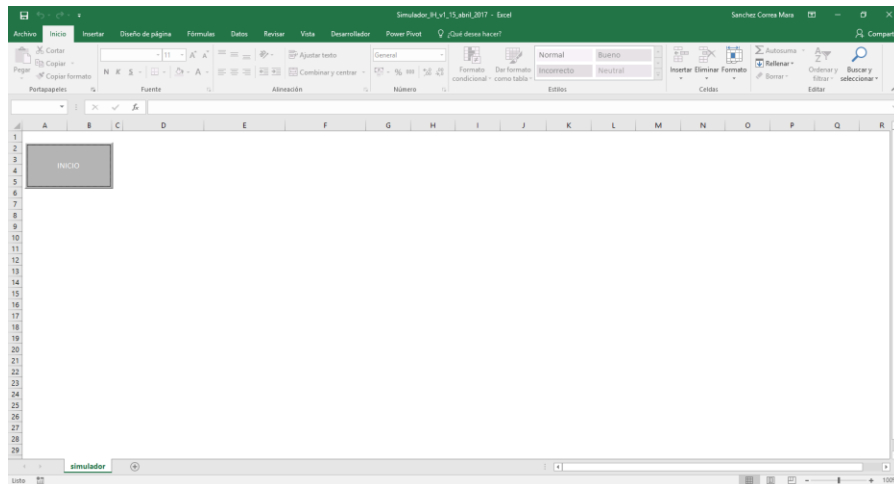 Simulador_IH_v1_15_abril_2017 - Excel
Sanchez Correa Mara
Archivo Inicio Insertar Diseño de página Fórmulas Datos Revisar Vista Desarrollador Power Pivot ¿Qué desea hacer? Compart
Pegar
Cortar
Copiar
Copiar formato
Portapapeles
11
N K S
Fuente
Ajustar texto
Combinar y centrar
Alineación
General
Número
Formato condicional
Dar formato como tabla
Normal Bueno
Incorrecto Neutral
Estilos
Insertar Eliminar Formato
Celdas
Autosuma
Rellenar
Borrar
Ordenar y filtrar
Buscar y seleccionar
Editar
fx
A B C D E F G H I J K L M N O P Q R
1
2
3
4
5
6
7
8
9
10
11
12
13
14
15
16
17
18
19
20
21
22
23
24
25
26
27
28
29
INICIO
simulador
Listo
100%